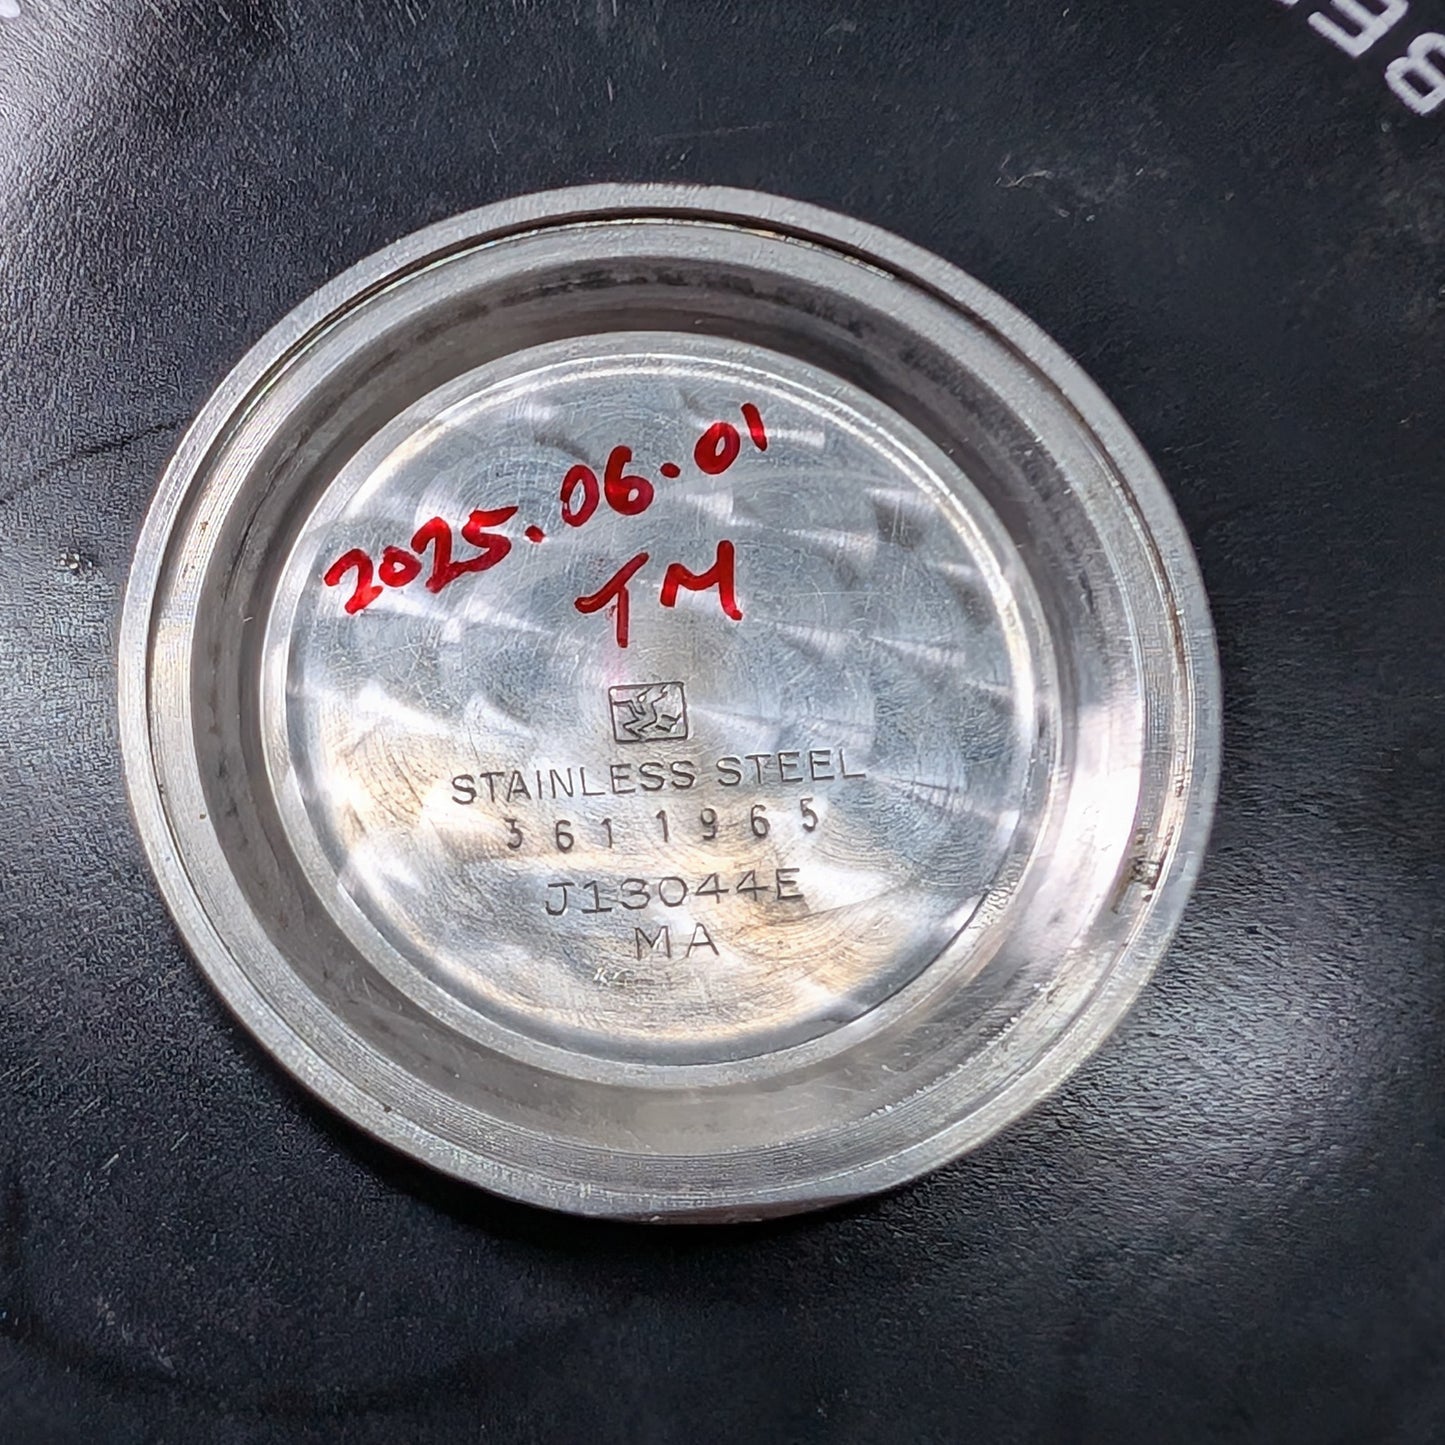 2025.06.01
TM
STAINLESS STEEL
3611965
J13044E
MA